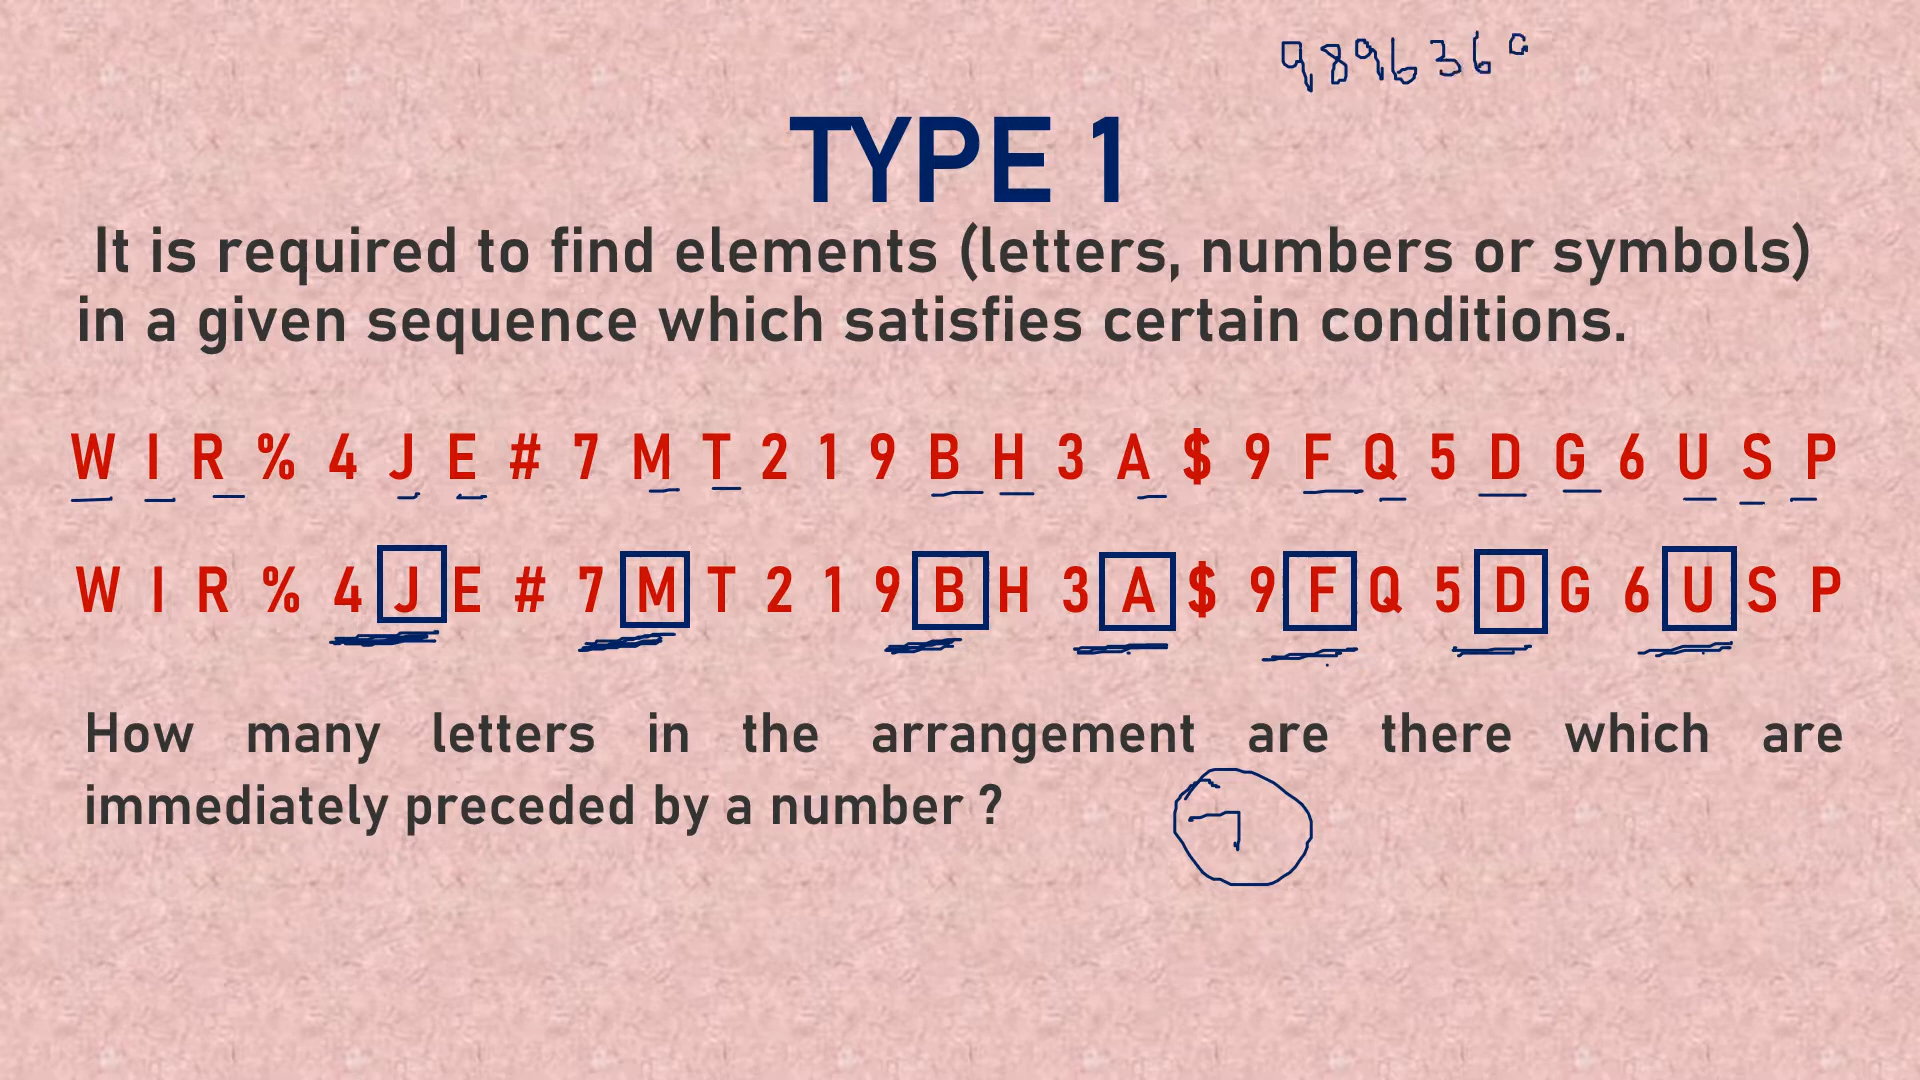 9896360
TYPE 1
It is required to find elements (letters, numbers or symbols)
in a given sequence which satisfies certain conditions.
W I R % 4 J E # 7 M T 2 1 9 B H 3 A $ 9 F Q 5 D G 6 U S P
W I R % 4 J E # 7 M T 2 1 9 B H 3 A $ 9 F Q 5 D G 6 U S P
How many letters in the arrangement are there which are
immediately preceded by a number ?
7